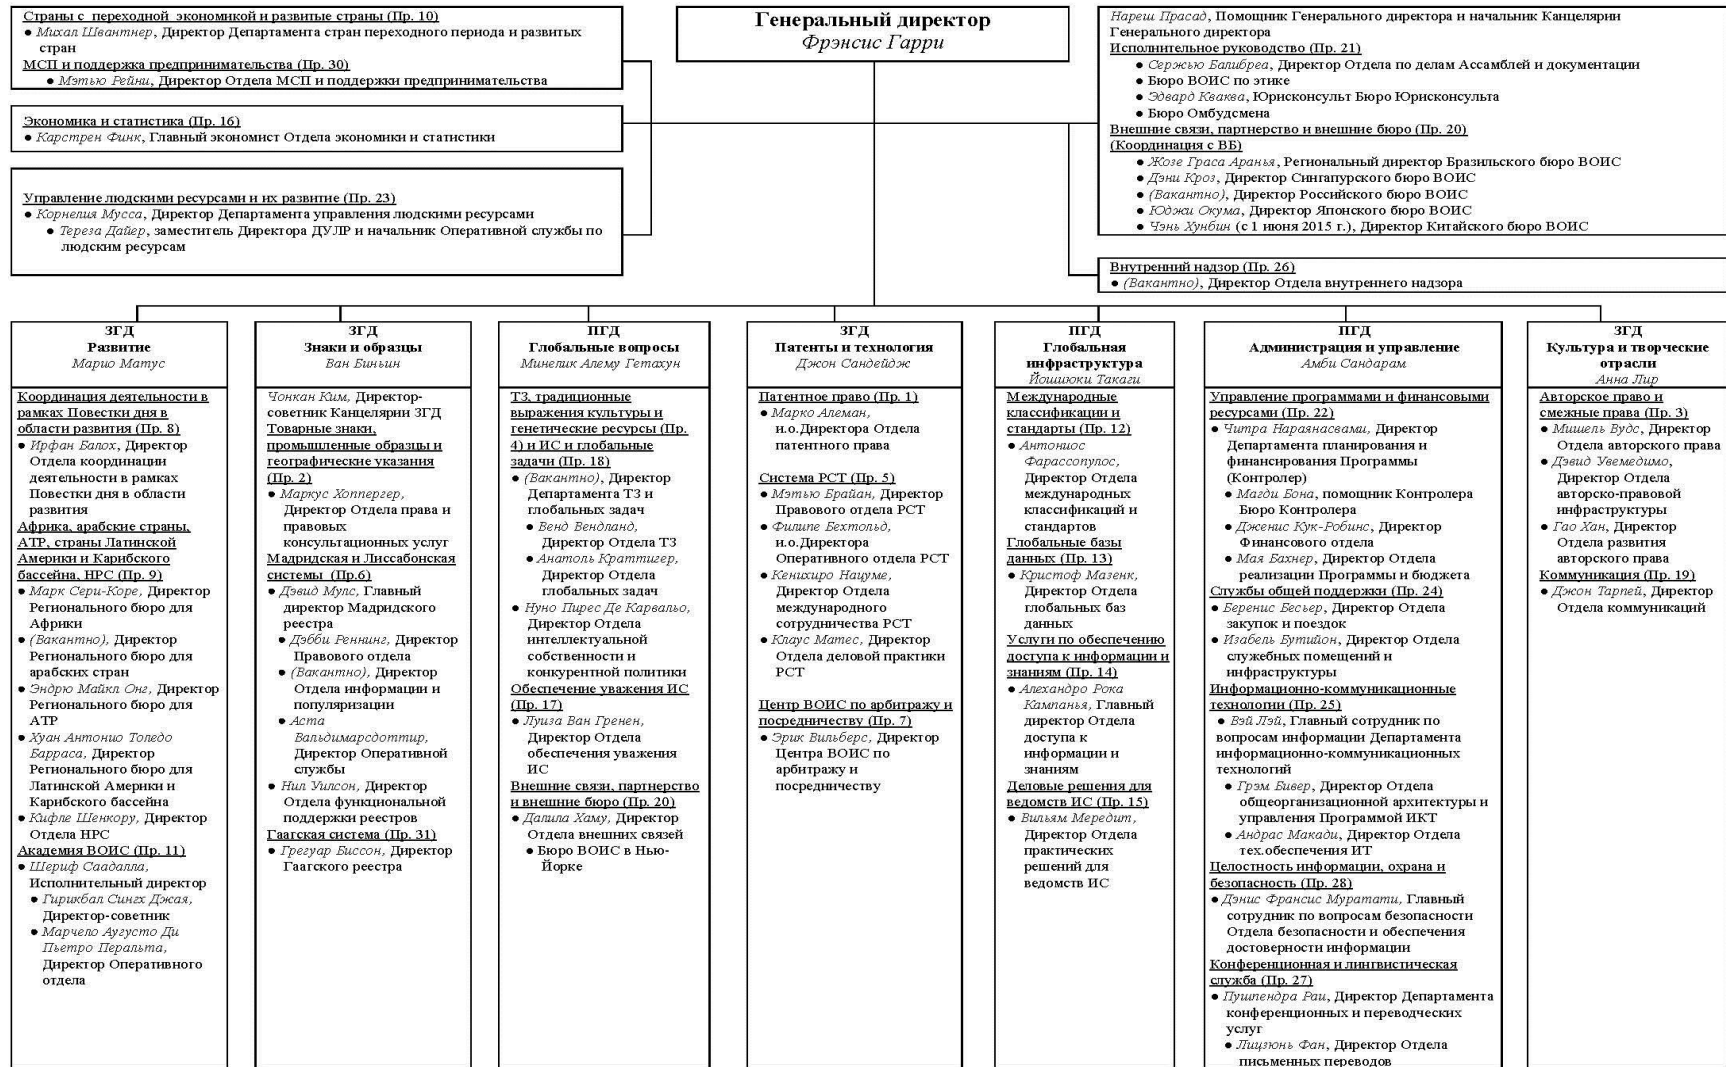 Страны с переходной экономикой и развитые страны (Пр. 10)
● Михал Швантнер, Директор Департамента стран переходного периода и развитых
стран
МСП и поддержка предпринимательства (Пр. 30)
● Мэтью Рейни, Директор Отдела МСП и поддержки предпринимательства
Экономика и статистика (Пр. 16)
● Карстрен Финк, Главный экономист Отдела экономики и статистики
Управление людскими ресурсами и их развитие (Пр. 23)
● Корнелия Мусса, Директор Департамента управления людскими ресурсами
● Тереза Дайер, заместитель Директора ДУЛР и начальник Оперативной службы по
людским ресурсам
Генеральный директор
Фрэнсис Гарри
Нареш Прасад, Помощник Генерального директора и начальник Канцелярии
Генерального директора
Исполнительное руководство (Пр. 21)
● Сержью Балибреа, Директор Отдела по делам Ассамблей и документации
● Бюро ВОИС по этике
● Эдвард Кваква, Юрисконсульт Бюро Юрисконсульта
● Бюро Омбудсмена
Внешние связи, партнерство и внешние бюро (Пр. 20)
(Координация с ВБ)
● Жозе Граса Аранья, Региональный директор Бразильского бюро ВОИС
● Дэни Кроз, Директор Сингапурского бюро ВОИС
● (Вакантно), Директор Российского бюро ВОИС
● Юджи Окума, Директор Японского бюро ВОИС
● Чэнь Хунбин (с 1 июня 2015 г.), Директор Китайского бюро ВОИС
Внутренний надзор (Пр. 26)
● (Вакантно), Директор Отдела внутреннего надзора
ЗГД
Развитие
Марио Матус
Координация деятельности в
рамках Повестки дня в
области развития (Пр. 8)
● Ирфан Балох, Директор
Отдела координации
деятельности в рамках
Повестки дня в области
развития
Африка, арабские страны,
АТР, страны Латинской
Америки и Карибского
бассейна, НРС (Пр. 9)
● Марк Сери-Коре, Директор
Регионального бюро для
Африки
● (Вакантно), Директор
Регионального бюро для
арабских стран
● Эндрю Майкл Онг, Директор
Регионального бюро для
АТР
● Хуан Антонио Толедо
Барраса, Директор
Регионального бюро для
Латинской Америки и
Карибского бассейна
● Кифле Шенкору, Директор
Отдела НРС
Академия ВОИС (Пр. 11)
● Шериф Саадалла,
Исполнительный директор
● Гирикбал Сингх Джая,
Директор-советник
● Марчело Аугусто Ди
Пьетро Перальта,
Директор Оперативного
отдела
ЗГД
Знаки и образцы
Ван Биньин
Чонкан Ким, Директор-
советник Канцелярии ЗГД
Товарные знаки,
промышленные образцы и
географические указания
(Пр. 2)
● Маркус Хоппергер,
Директор Отдела права и
правовых
консультационных услуг
Мадридская и Лиссабонская
системы (Пр.6)
● Дэвид Мулс, Главный
директор Мадридского
реестра
● Дэбби Реннинг, Директор
Правового отдела
● (Вакантно), Директор
Отдела информации и
популяризации
● Аста
Вальдимарсдоттир,
Директор Оперативной
службы
● Нил Уилсон, Директор
Отдела функциональной
поддержки реестров
Гаагская система (Пр. 31)
● Грегуар Биссон, Директор
Гаагского реестра
ПГД
Глобальные вопросы
Минелик Алему Гетахун
ТЗ, традиционные
выражения культуры и
генетические ресурсы (Пр.
4) и ИС и глобальные
задачи (Пр. 18)
● (Вакантно), Директор
Департамента ТЗ и
глобальных задач
● Венд Вендланд,
Директор Отдела ТЗ
● Анатоль Краттигер,
Директор Отдела
глобальных задач
● Нуно Пирес Де Карвальо,
Директор Отдела
интеллектуальной
собственности и
конкурентной политики
Обеспечение уважения ИС
(Пр. 17)
● Луиза Ван Гренен,
Директор Отдела
обеспечения уважения
ИС
Внешние связи, партнерство
и внешние бюро (Пр. 20)
● Далила Хаму, Директор
Отдела внешних связей
● Бюро ВОИС в Нью-
Йорке
ЗГД
Патенты и технология
Джон Сандейдж
Патентное право (Пр. 1)
● Марко Алеман,
и.о.Директора Отдела
патентного права
Система РСТ (Пр. 5)
● Мэтью Брайан, Директор
Правового отдела РСТ
● Филипе Бехтольд,
и.о.Директора
Оперативного отдела РСТ
● Кенихиро Нацуме,
Директор Отдела
международного
сотрудничества РСТ
● Клаус Матес, Директор
Отдела деловой практики
РСТ
Центр ВОИС по арбитражу и
посредничеству (Пр. 7)
● Эрик Вильберс, Директор
Центра ВОИС по
арбитражу и
посредничеству
ПГД
Глобальная
инфраструктура
Йошиюки Такаги
Международные
классификации и
стандарты (Пр. 12)
● Антониос
Фарассопулос,
Директор Отдела
международных
классификаций и
стандартов
Глобальные базы
данных (Пр. 13)
● Кристоф Мазенк,
Директор Отдела
глобальных баз
данных
Услуги по обеспечению
доступа к информации и
знаниям (Пр. 14)
● Алехандро Рока
Кампанья, Главный
директор Отдела
доступа к
информации и
знаниям
Деловые решения для
ведомств ИС (Пр. 15)
● Вильям Мередит,
Директор Отдела
практических
решений для
ведомств ИС
ПГД
Администрация и управление
Амби Сандарам
Управление программами и финансовыми
ресурсами (Пр. 22)
● Читра Нараянасвами, Директор
Департамента планирования и
финансирования Программы
(Контролер)
● Магди Бона, помощник Контролера
Бюро Контролера
● Дженис Кук-Робинс, Директор
Финансового отдела
● Мая Бахнер, Директор Отдела
реализации Программы и бюджета
Службы общей поддержки (Пр. 24)
● Беренис Бесьер, Директор Отдела
закупок и поездок
● Изабель Бутийон, Директор Отдела
служебных помещений и
инфраструктуры
Информационно-коммуникационные
технологии (Пр. 25)
● Вэй Лэй, Главный сотрудник по
вопросам информации Департамента
информационно-коммуникационных
технологий
● Грэм Бивер, Директор Отдела
общеорганизационной архитектуры и
управления Программой ИКТ
● Андрас Макади, Директор Отдела
тех.обеспечения ИТ
Целостность информации, охрана и
безопасность (Пр. 28)
● Дэнис Франсис Муратати, Главный
сотрудник по вопросам безопасности
Отдела безопасности и обеспечения
достоверности информации
Конференционная и лингвистическая
служба (Пр. 27)
● Пушпендра Раи, Директор Департамента
конференционных и переводческих
услуг
● Лицзюнь Фан, Директор Отдела
письменных переводов
ЗГД
Культура и творческие
отрасли
Анна Лир
Авторское право и
смежные права (Пр. 3)
● Мишель Вудс, Директор
Отдела авторского права
● Дэвид Увемедимо,
Директор Отдела
авторско-правовой
инфраструктуры
● Гао Хан, Директор
Отдела развития
авторского права
Коммуникация (Пр. 19)
● Джон Тарпей, Директор
Отдела коммуникаций